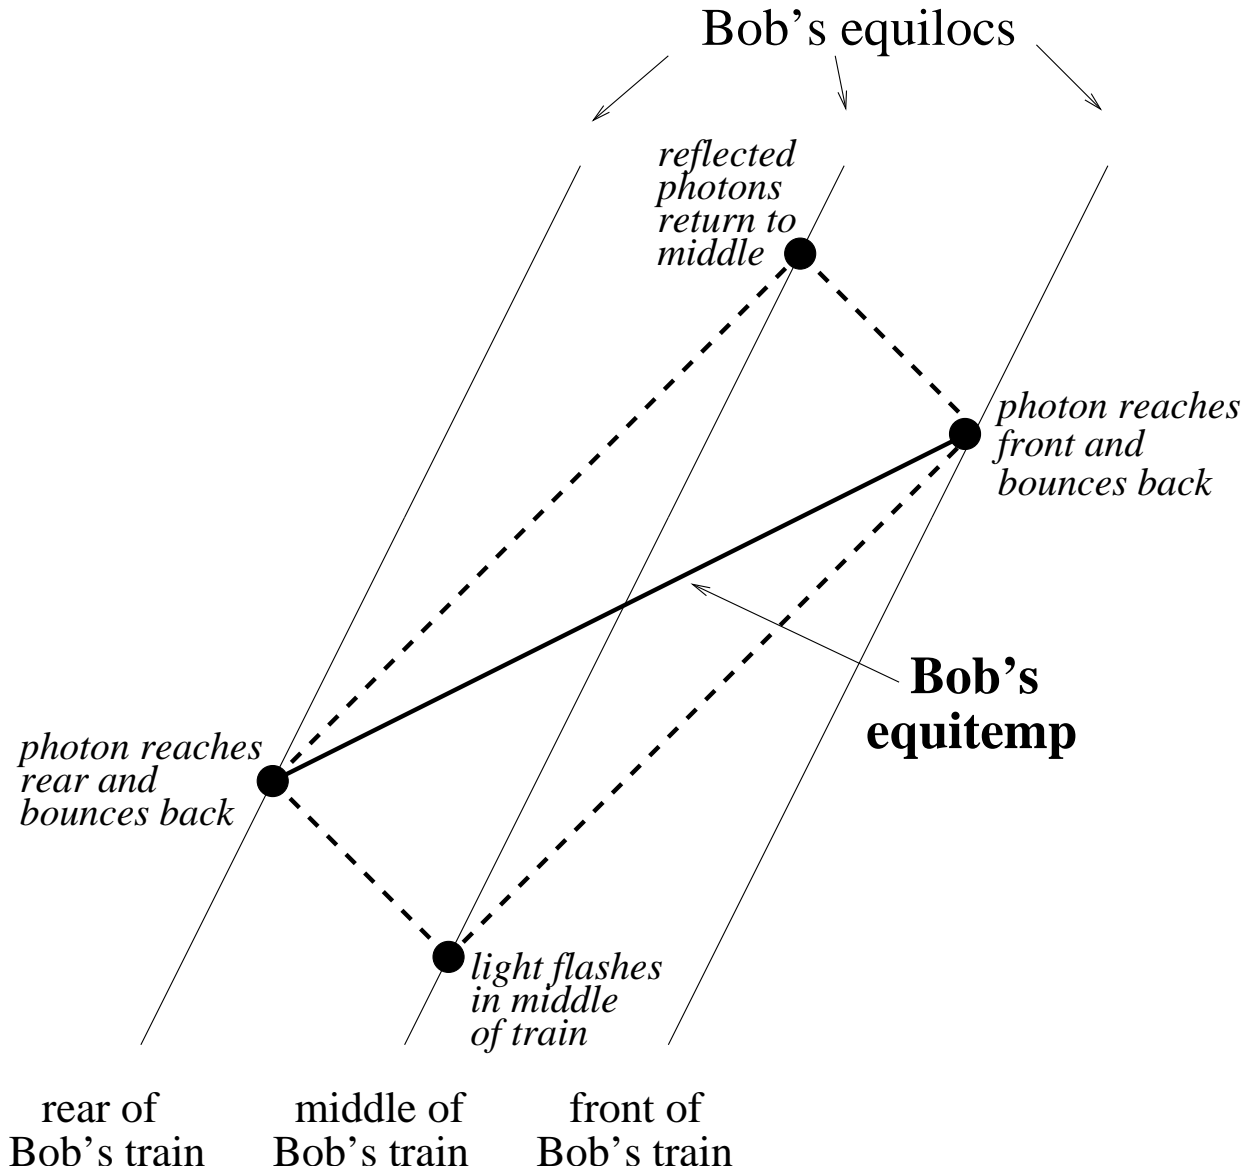 Bob's equilocs
reflected
photons
return to
middle
photon reaches
front and
bounces back
Bob's
equitemp
photon reaches
rear and
bounces back
light flashes
in middle
of train
rear of
Bob's train
middle of
Bob's train
front of
Bob's train